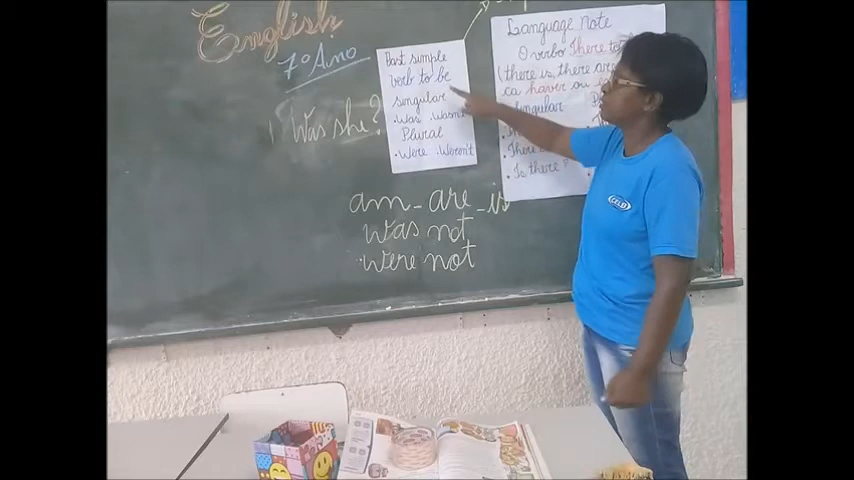 English
7º Ano
Past simple
verb to be
singular
• Was • Wasn't
Plural
• Were • Weren't
Language Note
O verbo There to
(there is, there are
ca haver ou
Singular
• There
• Is there?
Was she?
am - are - is
was not
were not
CELB